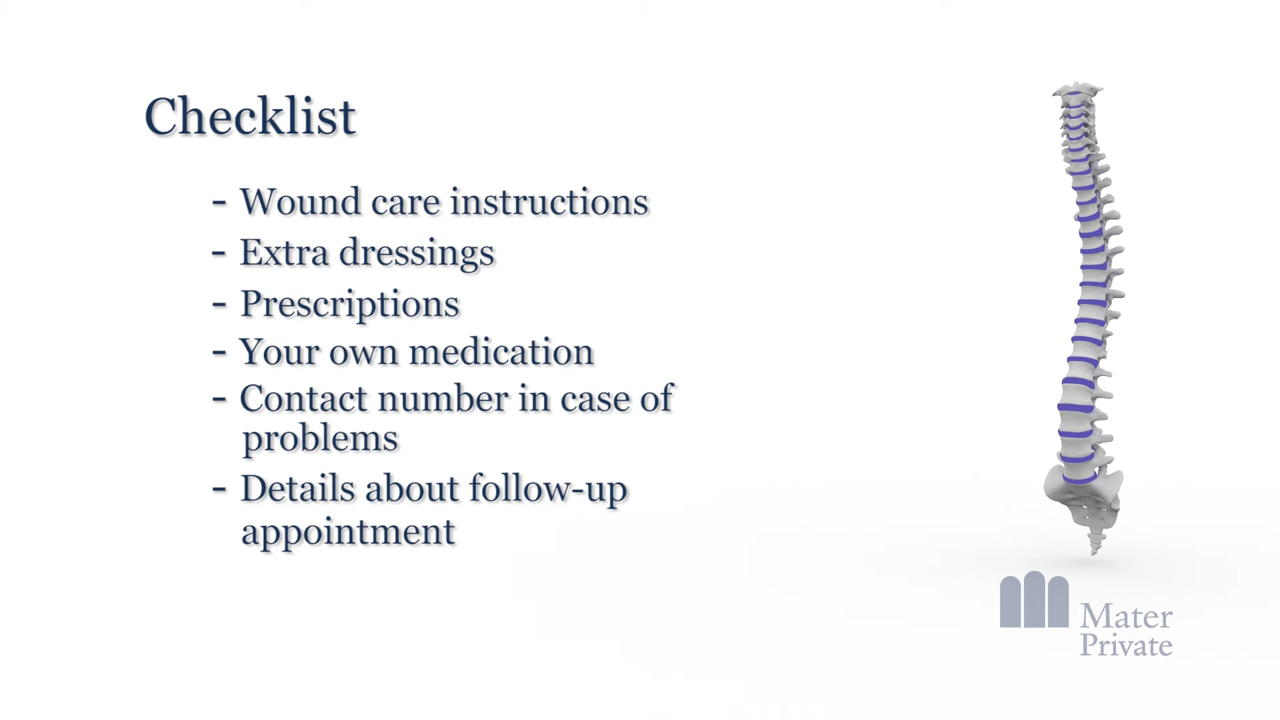 Checklist
- Wound care instructions
- Extra dressings
- Prescriptions
- Your own medication
- Contact number in case of
problems
- Details about follow-up
appointment
Mater
Private